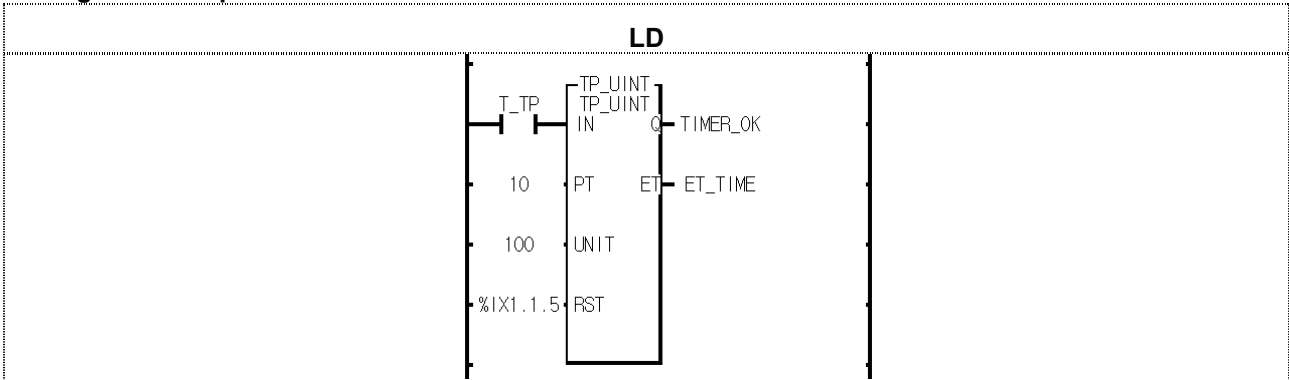 LD
TP_UINT
T_TP TP_UINT
IN Q TIMER_OK
10 PT ET ET_TIME
100 UNIT
%IX1.1.5 RST